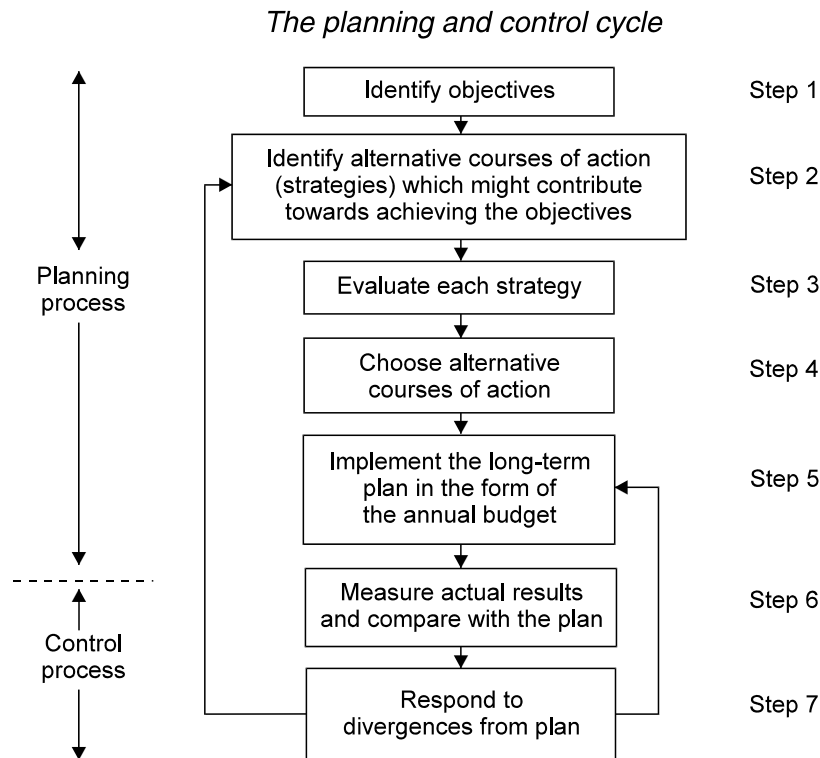 The planning and control cycle
Identify objectives
Step 1
Identify alternative courses of action
(strategies) which might contribute
towards achieving the objectives
Step 2
Planning
process
Evaluate each strategy
Step 3
Choose alternative
courses of action
Step 4
Implement the long-term
plan in the form of
the annual budget
Step 5
Measure actual results
and compare with the plan
Step 6
Control
process
Respond to
divergences from plan
Step 7